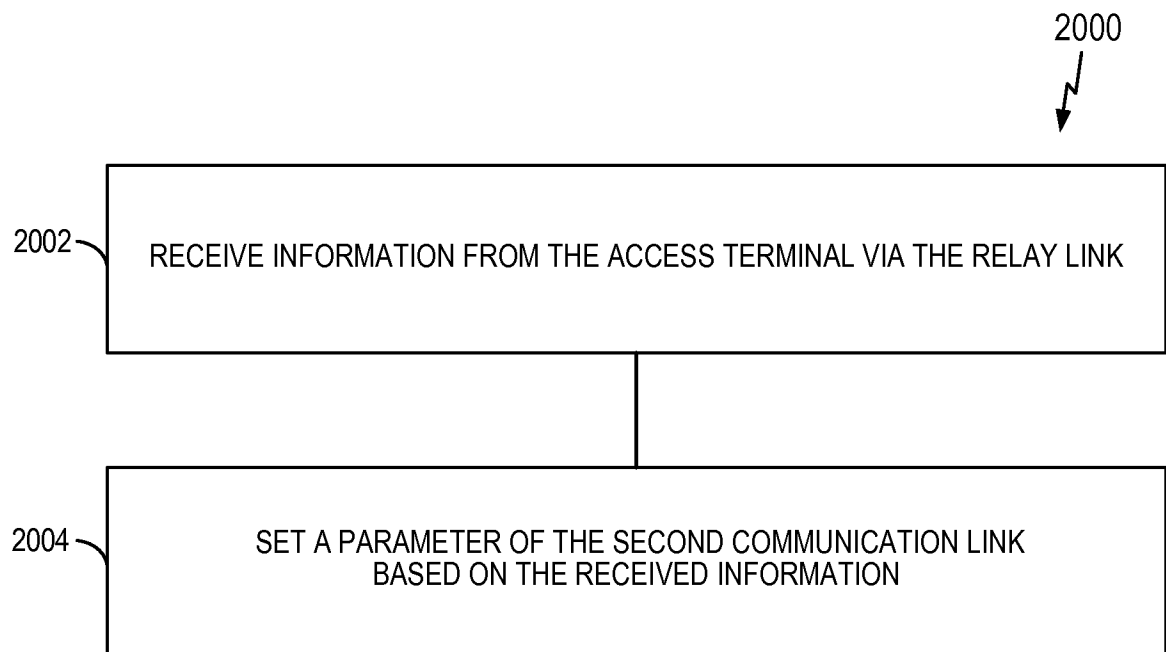 2000
2002
RECEIVE INFORMATION FROM THE ACCESS TERMINAL VIA THE RELAY LINK
2004
SET A PARAMETER OF THE SECOND COMMUNICATION LINK
BASED ON THE RECEIVED INFORMATION